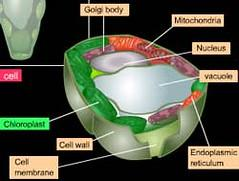 Golgi body
Mitochondria
Nucleus
cell
vacuole
Chloroplast
Cell wall
Endoplasmic
reticulum
Cell
membrane